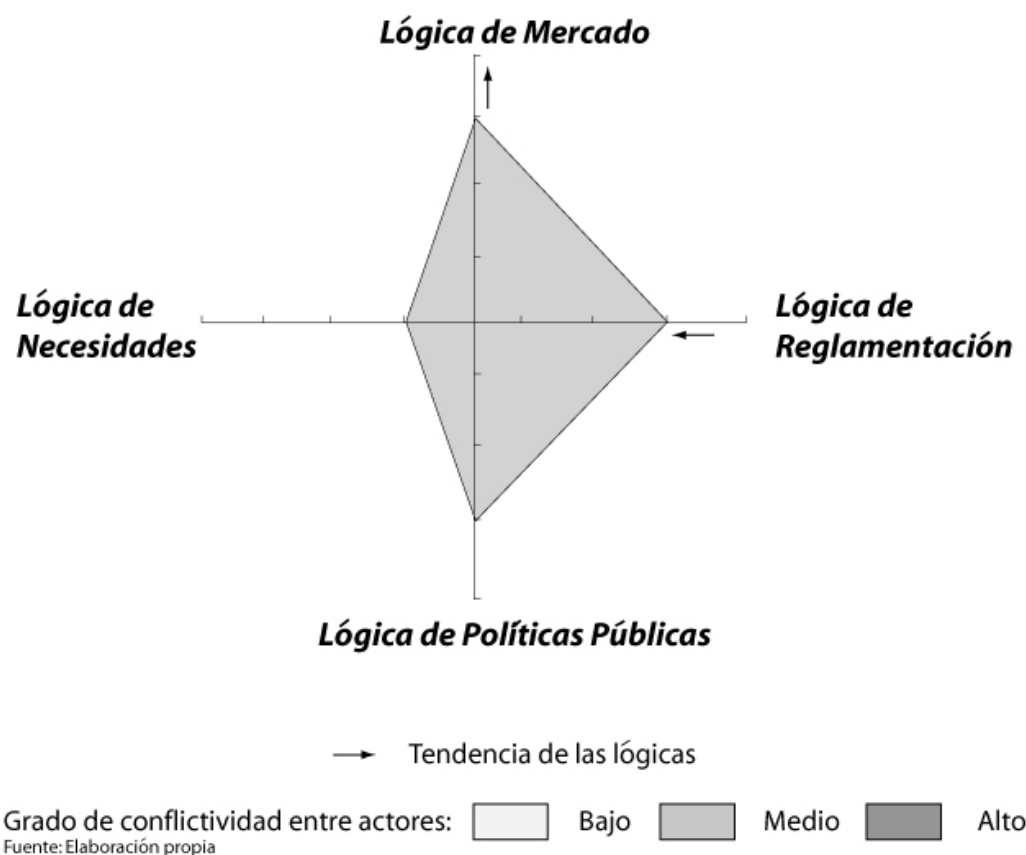 Lógica de Mercado
Lógica de
Necesidades
Lógica de
Reglamentación
Lógica de Políticas Públicas
Tendencia de las lógicas
Grado de conflictividad entre actores: Bajo Medio Alto
Fuente: Elaboración propia